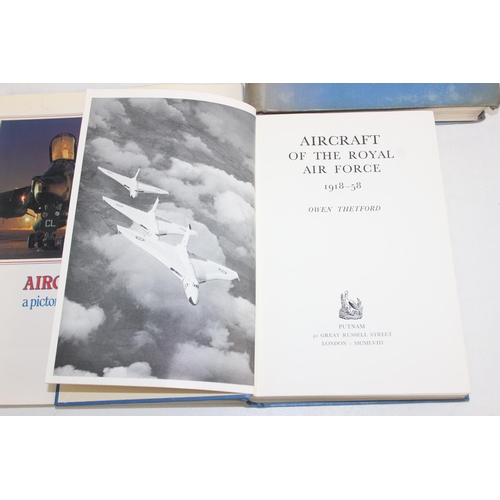 AIRCRAFT
OF THE ROYAL
AIR FORCE
1918–58
OWEN THETFORD
PUTNAM
GREAT RUSSELL STREET
LONDON : MCMLVIII
CL
AIRC
a pictor